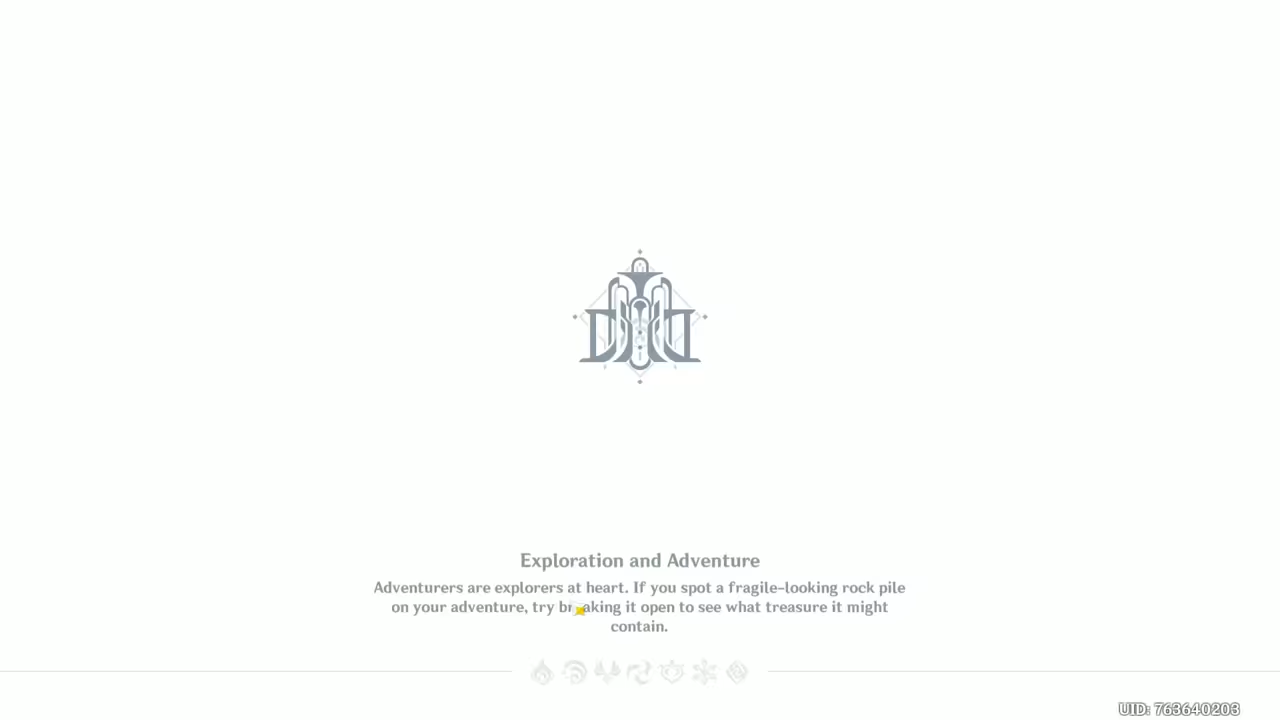 Exploration and Adventure
Adventurers are explorers at heart. If you spot a fragile-looking rock pile
on your adventure, try breaking it open to see what treasure it might
contain.
UID: 763640203